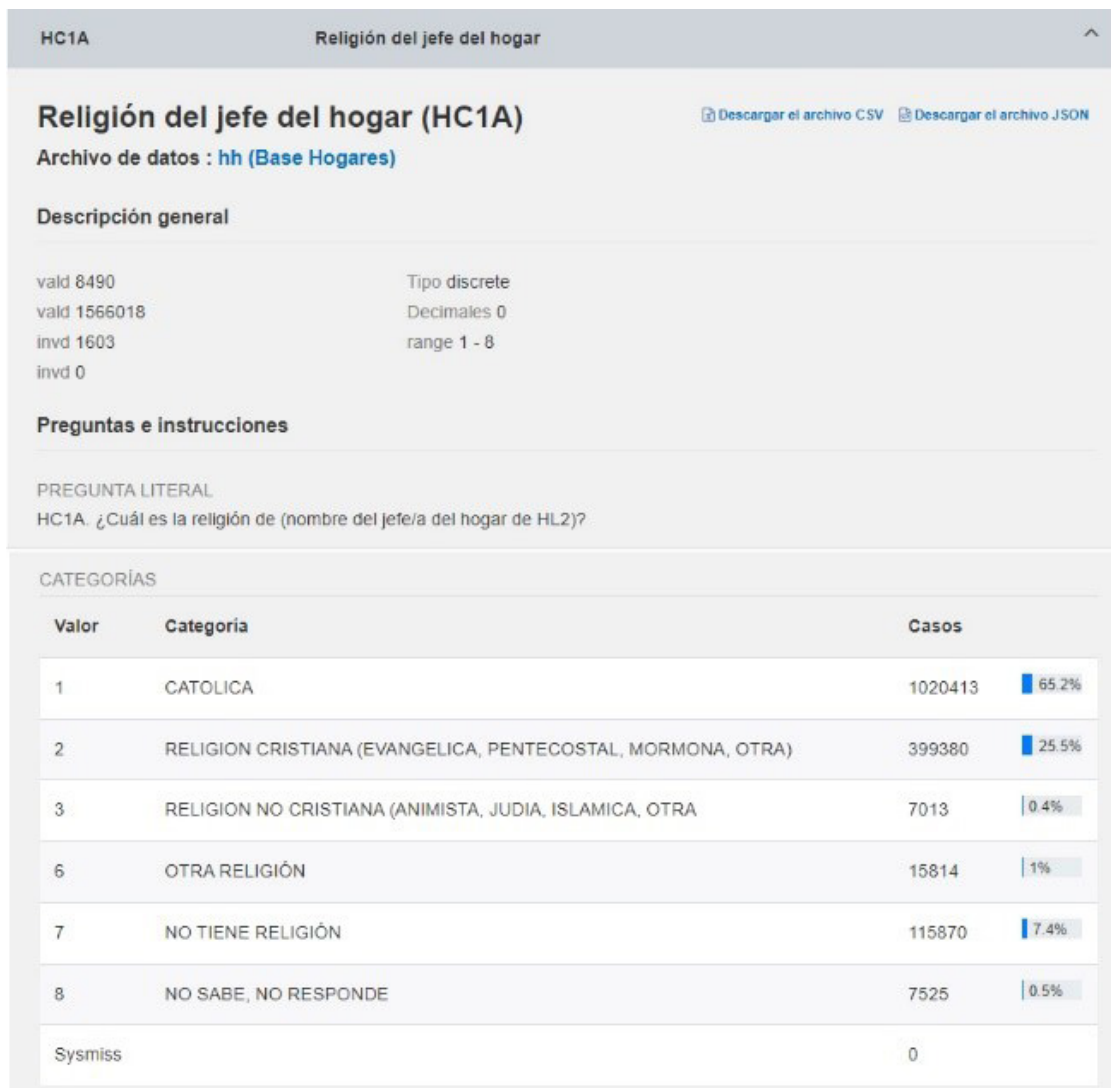 HC1A Religión del jefe del hogar
Religión del jefe del hogar (HC1A)
Descargar el archivo CSV Descargar el archivo JSON
Archivo de datos : hh (Base Hogares)
Descripción general
vald 8490 Tipo discrete
vald 1566018 Decimales 0
invd 1603 range 1 - 8
invd 0
Preguntas e instrucciones
PREGUNTA LITERAL
HC1A. ¿Cuál es la religión de (nombre del jefe/a del hogar de HL2)?
CATEGORÍAS
Valor Categoría Casos
1 CATOLICA 1020413 65.2%
2 RELIGION CRISTIANA (EVANGELICA, PENTECOSTAL, MORMONA, OTRA) 399380 25.5%
3 RELIGION NO CRISTIANA (ANIMISTA, JUDIA, ISLAMICA, OTRA 7013 0.4%
6 OTRA RELIGIÓN 15814 1%
7 NO TIENE RELIGIÓN 115870 7.4%
8 NO SABE, NO RESPONDE 7525 0.5%
Sysmiss 0